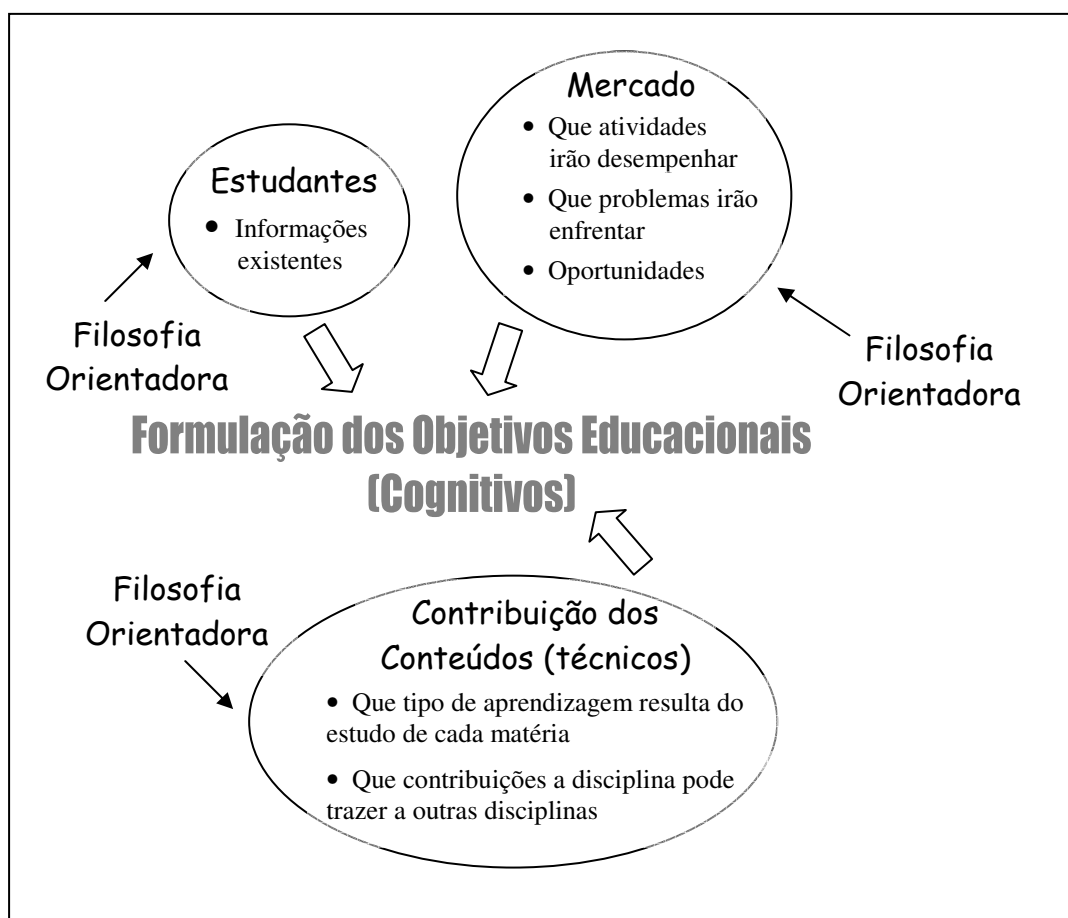 Mercado
• Que atividades
irão desempenhar
• Que problemas irão
enfrentar
• Oportunidades
Estudantes
• Informações
existentes
Filosofia
Orientadora
Filosofia
Orientadora
Formulação dos Objetivos Educacionais
(Cognitivos)
Filosofia
Orientadora
Contribuição dos
Conteúdos (técnicos)
• Que tipo de aprendizagem resulta do
estudo de cada matéria
• Que contribuições a disciplina pode
trazer a outras disciplinas